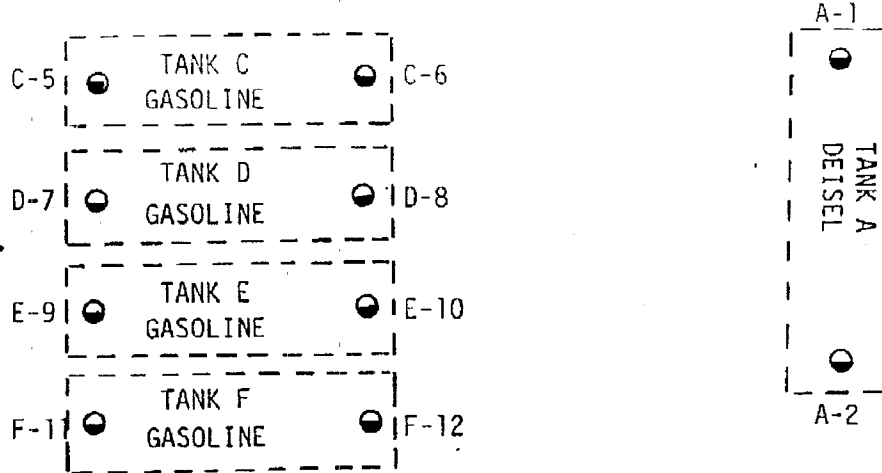 A-1
C-5
TANK C
GASOLINE
C-6
D-7
TANK D
GASOLINE
D-8
TANK A
DEISEL
E-9
TANK E
GASOLINE
E-10
F-11
TANK F
GASOLINE
F-12
A-2